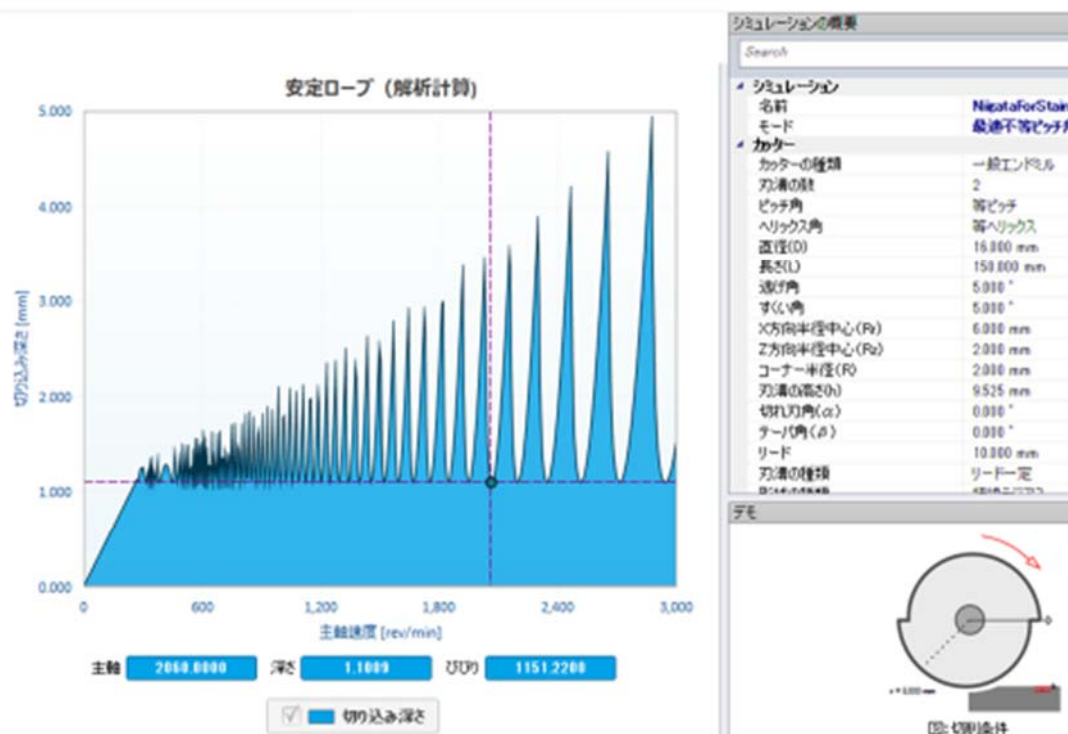 安定ローブ（解析計算）
5.000
4.000
3.000
2.000
1.000
0.000
切り込み深さ [mm]
0
600
1,200
1,800
2,400
3,000
主軸速度 [rev/min]
主軸 2060.0000 深さ 1.1009 びびり 1151.2200
切り込み深さ
シミュレーションの概要
Search
シミュレーション
名前 NiigataForStain
モード 最適不等ピッチ
カッター
カッターの種類 一般エンドミル
刃溝の数 2
ピッチ角 等ピッチ
ヘリックス角 等ヘリックス
直径(D) 16.000 mm
長さ(L) 150.000 mm
逃げ角 5.000 °
すくい角 5.000 °
X方向半径中心(Rr) 6.000 mm
Z方向半径中心(Rz) 2.000 mm
コーナー半径(R) 2.000 mm
刃溝の高さ(h) 9.525 mm
切れ刃角(α) 0.000 °
テーパ角(β) 0.000 °
リード 10.000 mm
刃溝の種類 リード一定
デモ
0
図: 切削条件